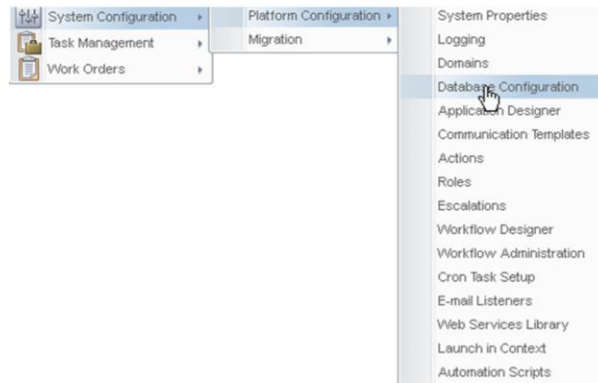 System Configuration
Task Management
Work Orders
Platform Configuration
Migration
System Properties
Logging
Domains
Database Configuration
Application Designer
Communication Templates
Actions
Roles
Escalations
Workflow Designer
Workflow Administration
Cron Task Setup
E-mail Listeners
Web Services Library
Launch in Context
Automation Scripts